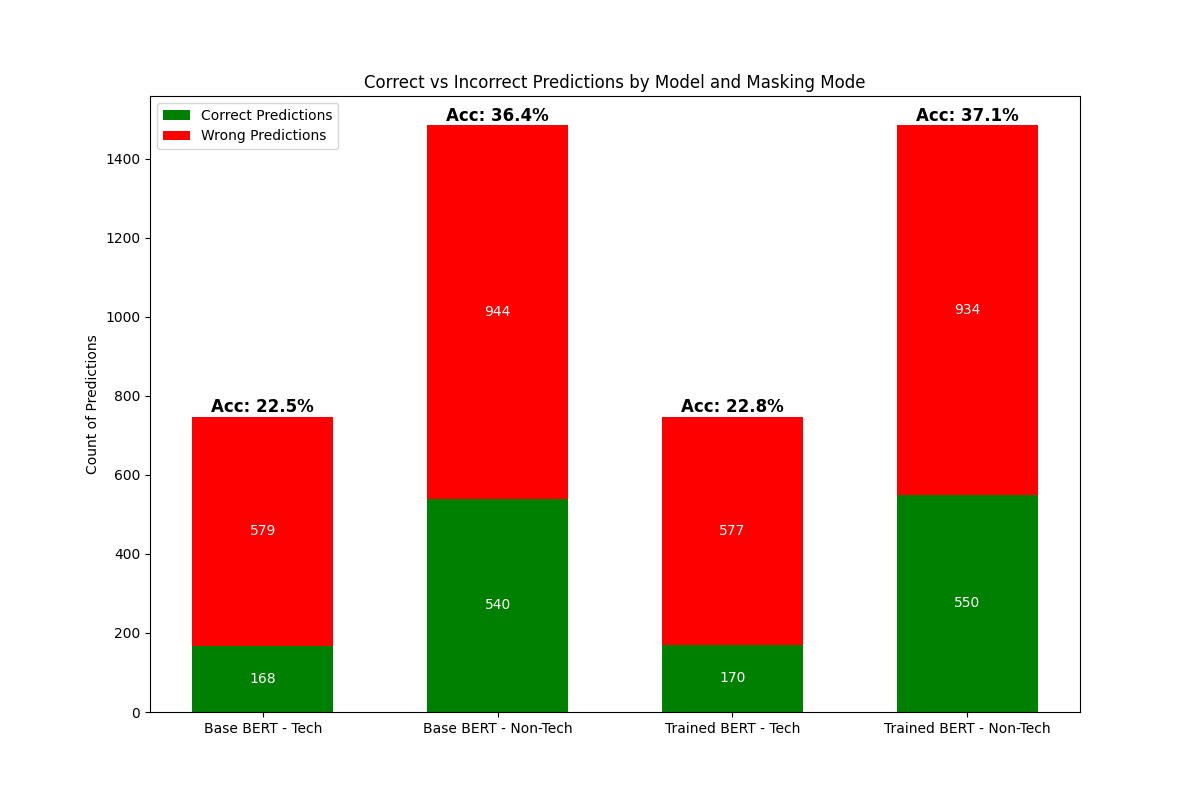 Correct vs Incorrect Predictions by Model and Masking Mode
Correct Predictions
Wrong Predictions
Acc: 36.4%
Acc: 37.1%
Acc: 22.5%
Acc: 22.8%
Count of Predictions
1400
1200
1000
800
600
400
200
0
944
934
579
577
540
550
168
170
Base BERT - Tech
Base BERT - Non-Tech
Trained BERT - Tech
Trained BERT - Non-Tech